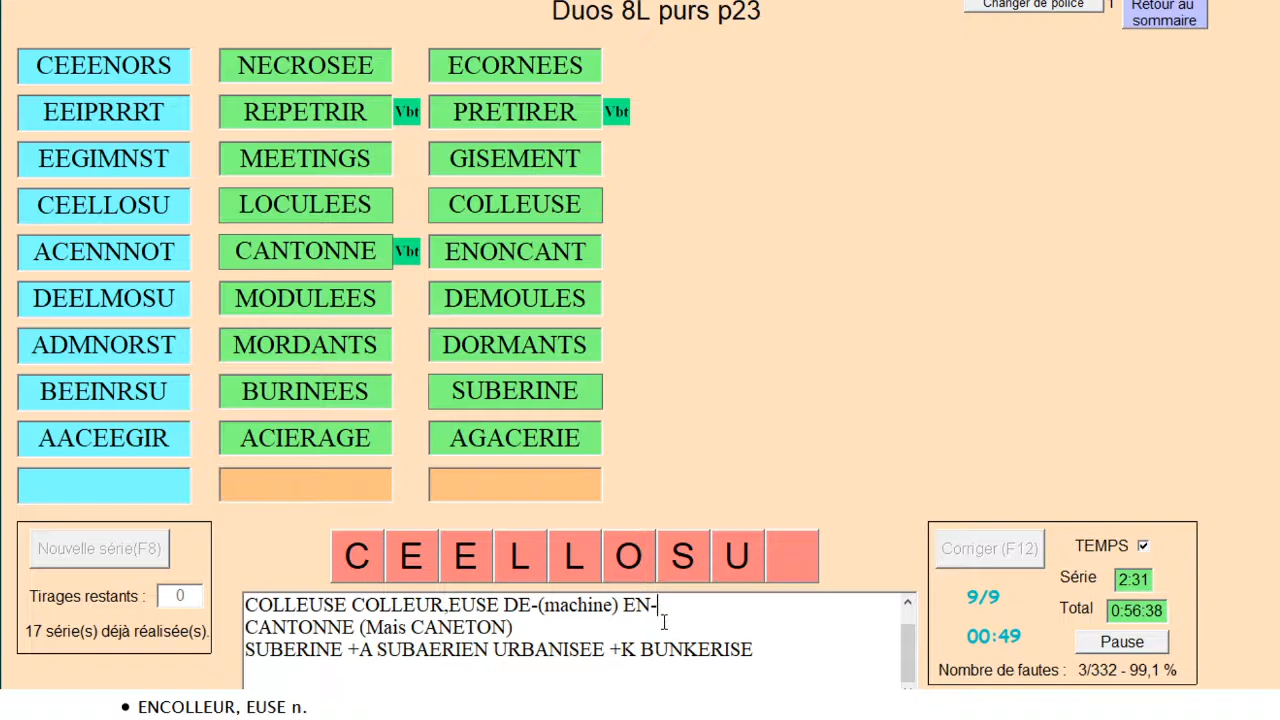 Duos 8L purs p23
Changer de police
1
Retour au
sommaire
CEEENORS NECROSEE ECORNEES
EEIPRRRT REPETRIR Vbt PRETIRER Vbt
EEGIMNST MEETINGS GISEMENT
CEELLOSU LOCULEES COLLEUSE
ACENNNOT CANTONNE Vbt ENONCANT
DEELMOSU MODULEES DEMOULES
ADMNORST MORDANTS DORMANTS
BEEINRSU BURINEES SUBERINE
AACEEGIR ACIERAGE AGACERIE
Nouvelle série(F8)
Tirages restants : 0
17 série(s) déjà réalisée(s).
C E E L L O S U
COLLEUSE COLLEUR,EUSE DE-(machine) EN-
CANTONNE (Mais CANETON)
SUBERINE +A SUBAERIEN URBANISEE +K BUNKERISE
Corriger (F12)
TEMPS
Série 2:31
9/9
Total 0:56:38
00:49
Pause
Nombre de fautes : 3/332 - 99,1 %
• ENCOLLEUR, EUSE n.